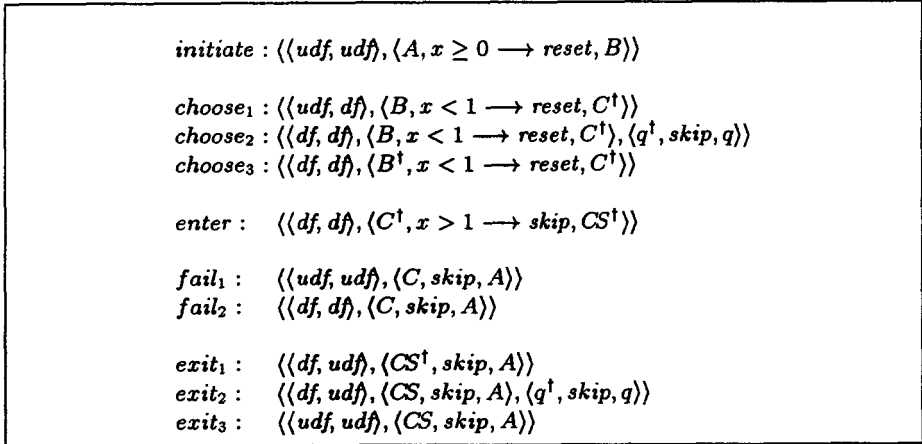 initiate : ⟨⟨udf, udf⟩, ⟨A, x ≥ 0 ⟶ reset, B⟩⟩
choose₁ : ⟨⟨udf, df⟩, ⟨B, x < 1 ⟶ reset, C†⟩⟩
choose₂ : ⟨⟨df, df⟩, ⟨B, x < 1 ⟶ reset, C†⟩, ⟨q†, skip, q⟩⟩
choose₃ : ⟨⟨df, df⟩, ⟨B†, x < 1 ⟶ reset, C†⟩⟩
enter : ⟨⟨df, df⟩, ⟨C†, x > 1 ⟶ skip, CS†⟩⟩
fail₁ : ⟨⟨udf, udf⟩, ⟨C, skip, A⟩⟩
fail₂ : ⟨⟨df, df⟩, ⟨C, skip, A⟩⟩
exit₁ : ⟨⟨df, udf⟩, ⟨CS†, skip, A⟩⟩
exit₂ : ⟨⟨df, udf⟩, ⟨CS, skip, A⟩, ⟨q†, skip, q⟩⟩
exit₃ : ⟨⟨udf, udf⟩, ⟨CS, skip, A⟩⟩